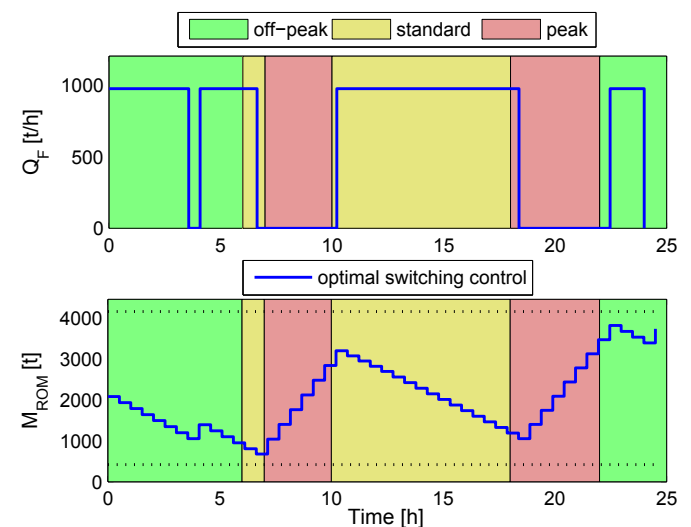 off-peak standard peak
Q_F [t/h]
1000
500
0
0 5 10 15 20 25
optimal switching control
M_ROM [t]
4000
3000
2000
1000
0
0 5 10 15 20 25
Time [h]